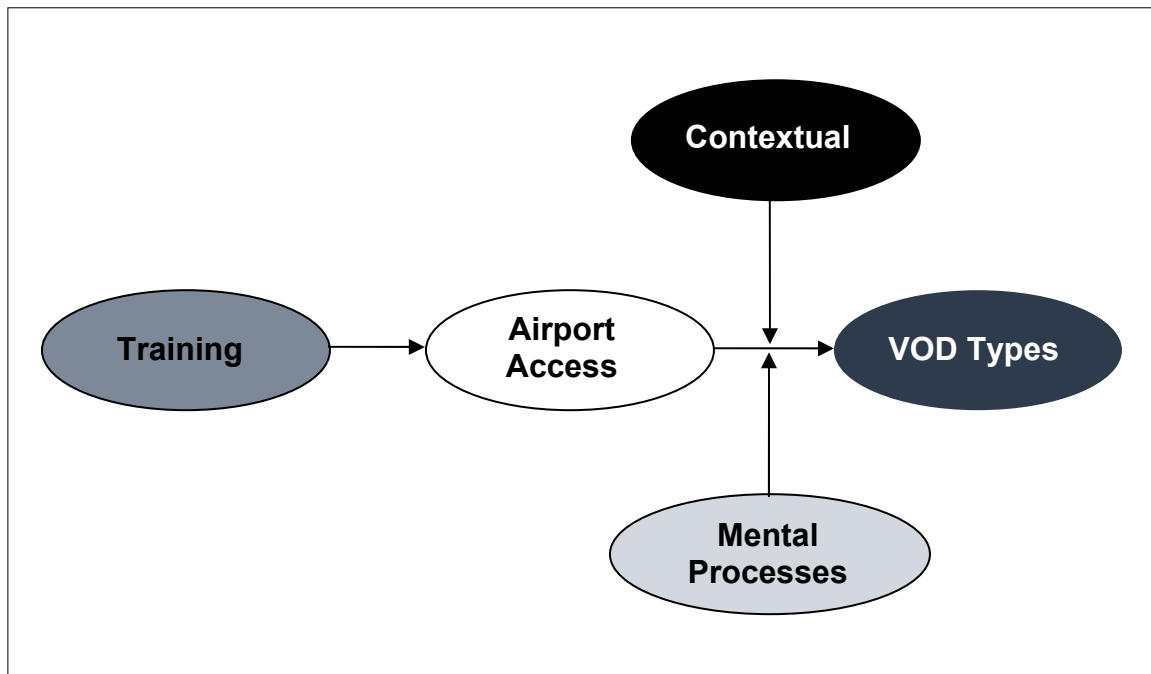 Contextual
Training
Airport
Access
VOD Types
Mental
Processes